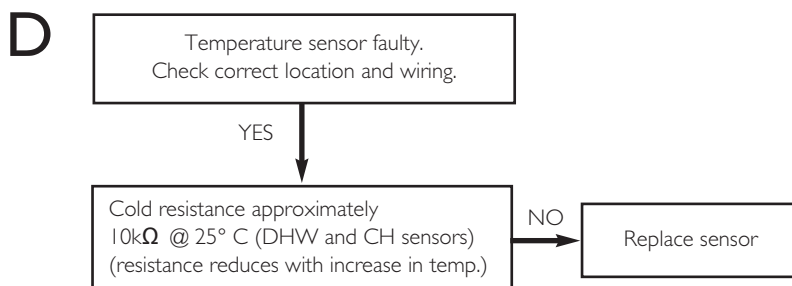 D
Temperature sensor faulty.
Check correct location and wiring.
YES
Cold resistance approximately
10kΩ @ 25° C (DHW and CH sensors)
(resistance reduces with increase in temp.)
NO
Replace sensor